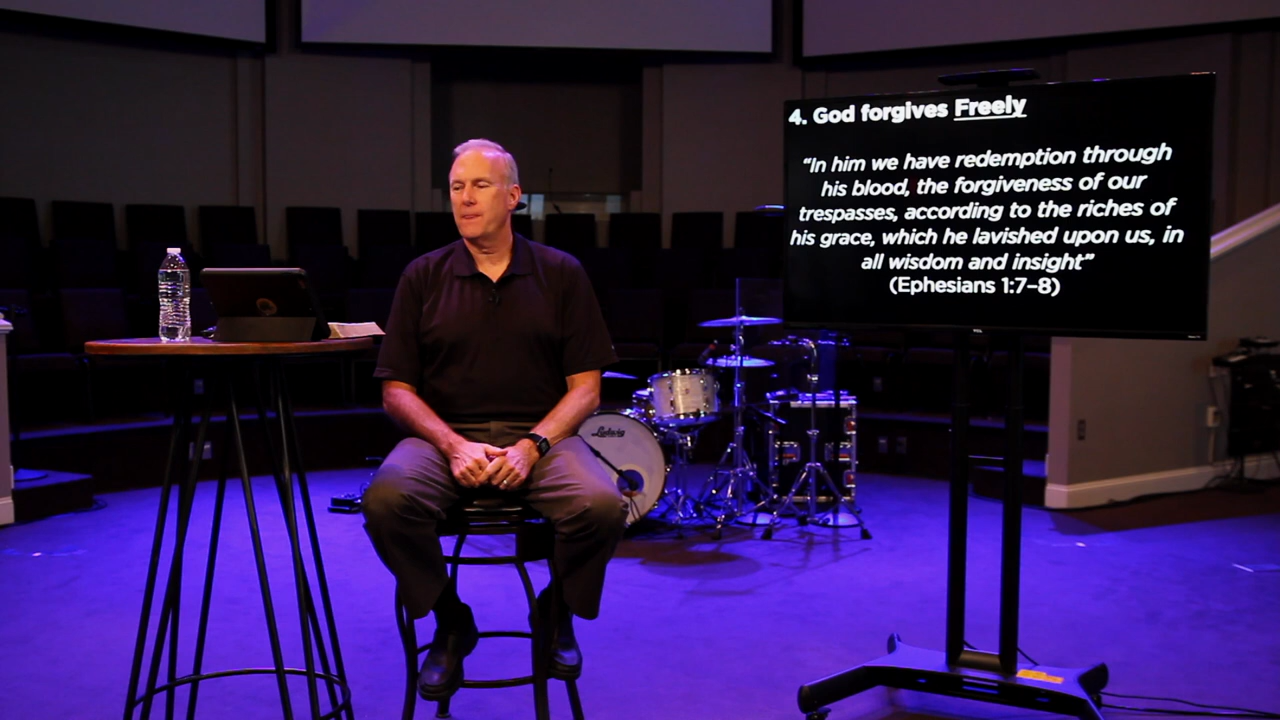 4. God forgives Freely
“In him we have redemption through
his blood, the forgiveness of our
trespasses, according to the riches of
his grace, which he lavished upon us, in
all wisdom and insight”
(Ephesians 1:7–8)
TCL
Ludwig